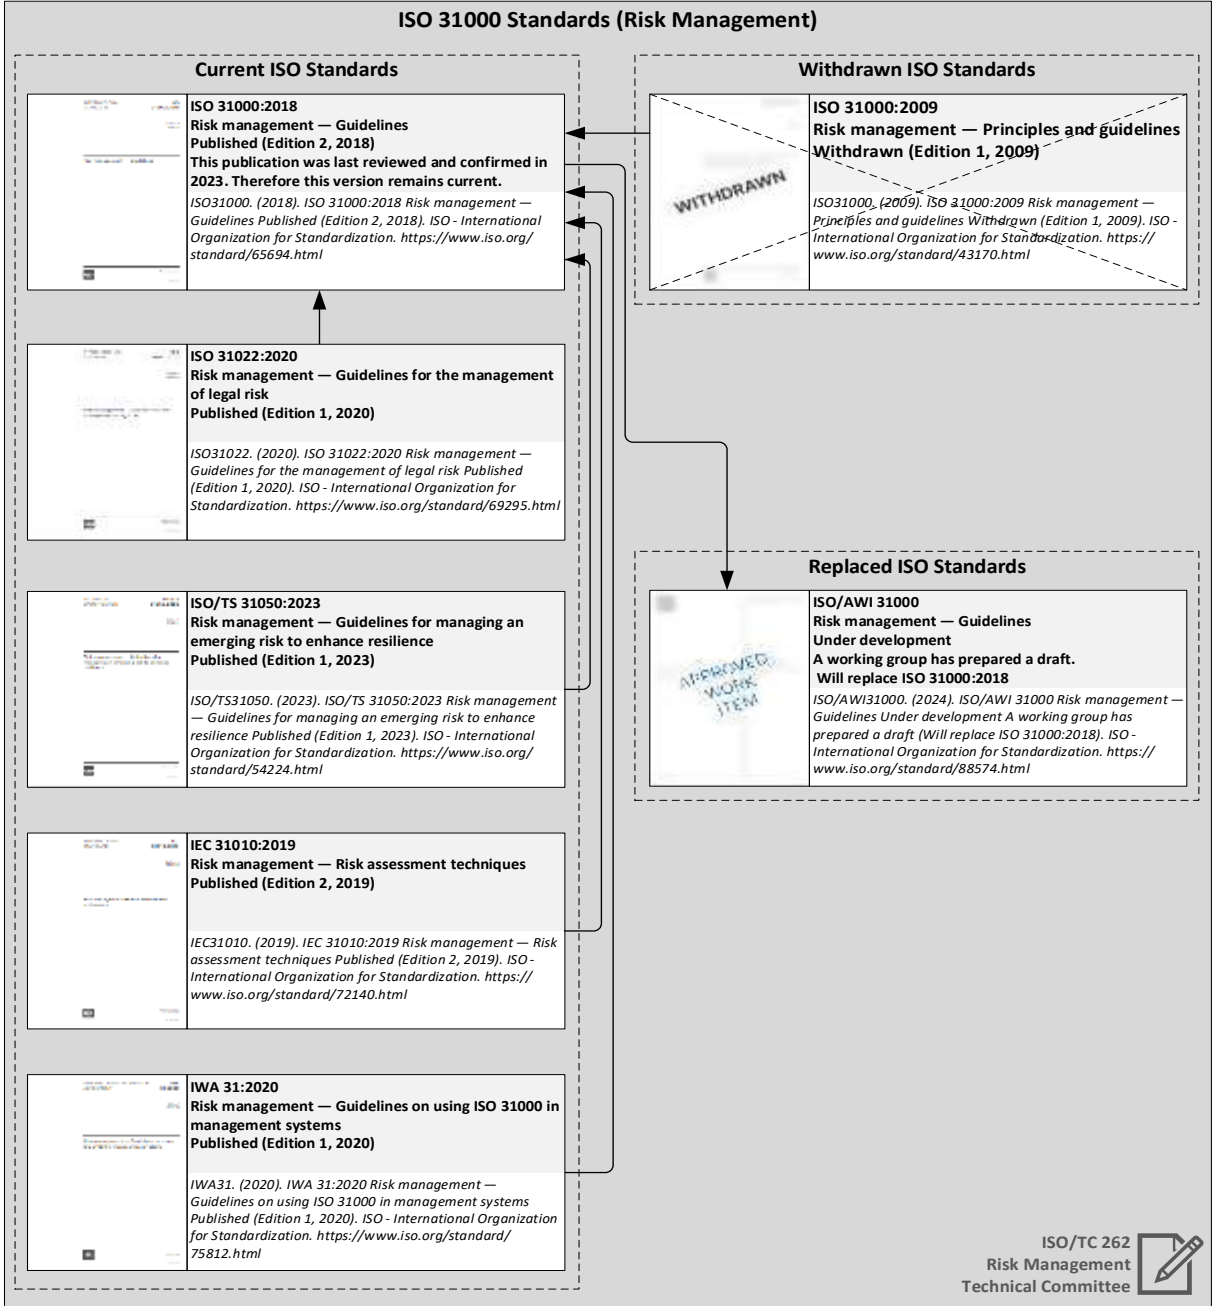 ISO 31000 Standards (Risk Management)
Current ISO Standards
ISO 31000:2018
Risk management — Guidelines
Published (Edition 2, 2018)
This publication was last reviewed and confirmed in
2023. Therefore this version remains current.
ISO31000. (2018). ISO 31000:2018 Risk management —
Guidelines Published (Edition 2, 2018). ISO - International
Organization for Standardization. https://www.iso.org/
standard/65694.html
ISO 31022:2020
Risk management — Guidelines for the management
of legal risk
Published (Edition 1, 2020)
ISO31022. (2020). ISO 31022:2020 Risk management —
Guidelines for the management of legal risk Published
(Edition 1, 2020). ISO - International Organization for
Standardization. https://www.iso.org/standard/69295.html
ISO/TS 31050:2023
Risk management — Guidelines for managing an
emerging risk to enhance resilience
Published (Edition 1, 2023)
ISO/TS31050. (2023). ISO/TS 31050:2023 Risk management
— Guidelines for managing an emerging risk to enhance
resilience Published (Edition 1, 2023). ISO - International
Organization for Standardization. https://www.iso.org/
standard/54224.html
IEC 31010:2019
Risk management — Risk assessment techniques
Published (Edition 2, 2019)
IEC31010. (2019). IEC 31010:2019 Risk management — Risk
assessment techniques Published (Edition 2, 2019). ISO -
International Organization for Standardization. https://
www.iso.org/standard/72140.html
IWA 31:2020
Risk management — Guidelines on using ISO 31000 in
management systems
Published (Edition 1, 2020)
IWA31. (2020). IWA 31:2020 Risk management —
Guidelines on using ISO 31000 in management systems
Published (Edition 1, 2020). ISO - International Organization
for Standardization. https://www.iso.org/standard/
75812.html
Withdrawn ISO Standards
WITHDRAWN
ISO 31000:2009
Risk management — Principles and guidelines
Withdrawn (Edition 1, 2009)
ISO31000. (2009). ISO 31000:2009 Risk management —
Principles and guidelines Withdrawn (Edition 1, 2009). ISO -
International Organization for Standardization. https://
www.iso.org/standard/43170.html
Replaced ISO Standards
APPROVED
WORK
ITEM
ISO/AWI 31000
Risk management — Guidelines
Under development
A working group has prepared a draft.
Will replace ISO 31000:2018
ISO/AWI31000. (2024). ISO/AWI 31000 Risk management —
Guidelines Under development A working group has
prepared a draft (Will replace ISO 31000:2018). ISO -
International Organization for Standardization. https://
www.iso.org/standard/88574.html
ISO/TC 262
Risk Management
Technical Committee